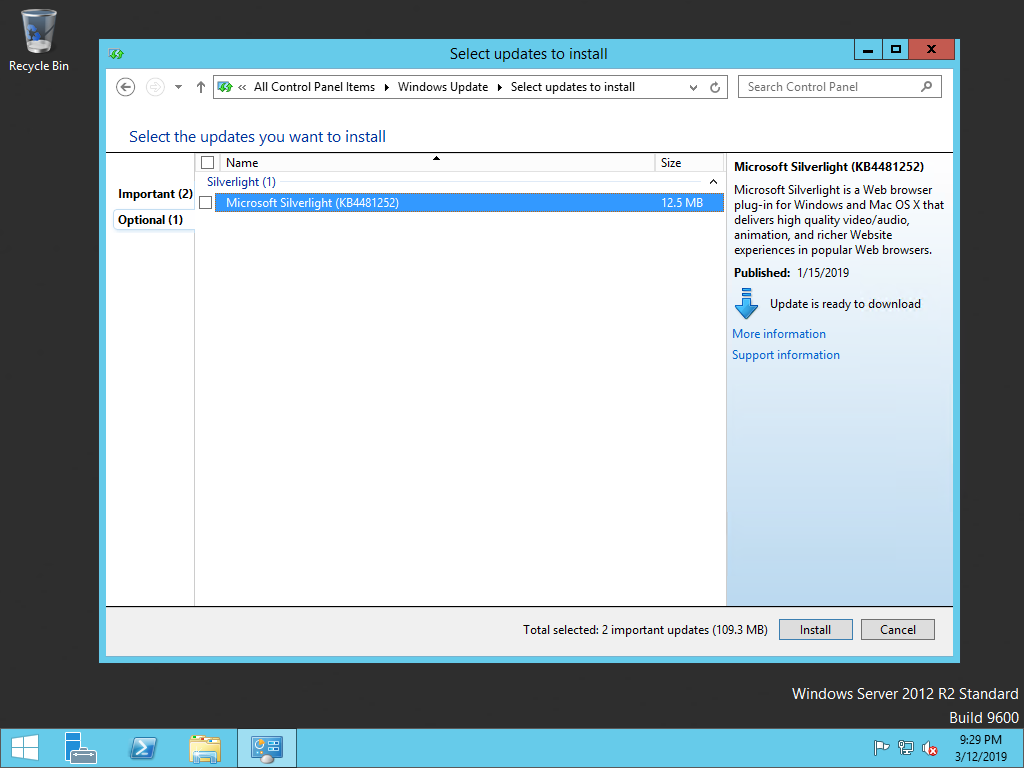 Recycle Bin
Select updates to install
« All Control Panel Items Windows Update Select updates to install
Search Control Panel
Select the updates you want to install
Important (2)
Optional (1)
Name Size
Silverlight (1)
Microsoft Silverlight (KB4481252) 12.5 MB
Microsoft Silverlight (KB4481252)
Microsoft Silverlight is a Web browser
plug-in for Windows and Mac OS X that
delivers high quality video/audio,
animation, and richer Website
experiences in popular Web browsers.
Published: 1/15/2019
Update is ready to download
More information
Support information
Total selected: 2 important updates (109.3 MB)
Install
Cancel
Windows Server 2012 R2 Standard
Build 9600
9:29 PM
3/12/2019